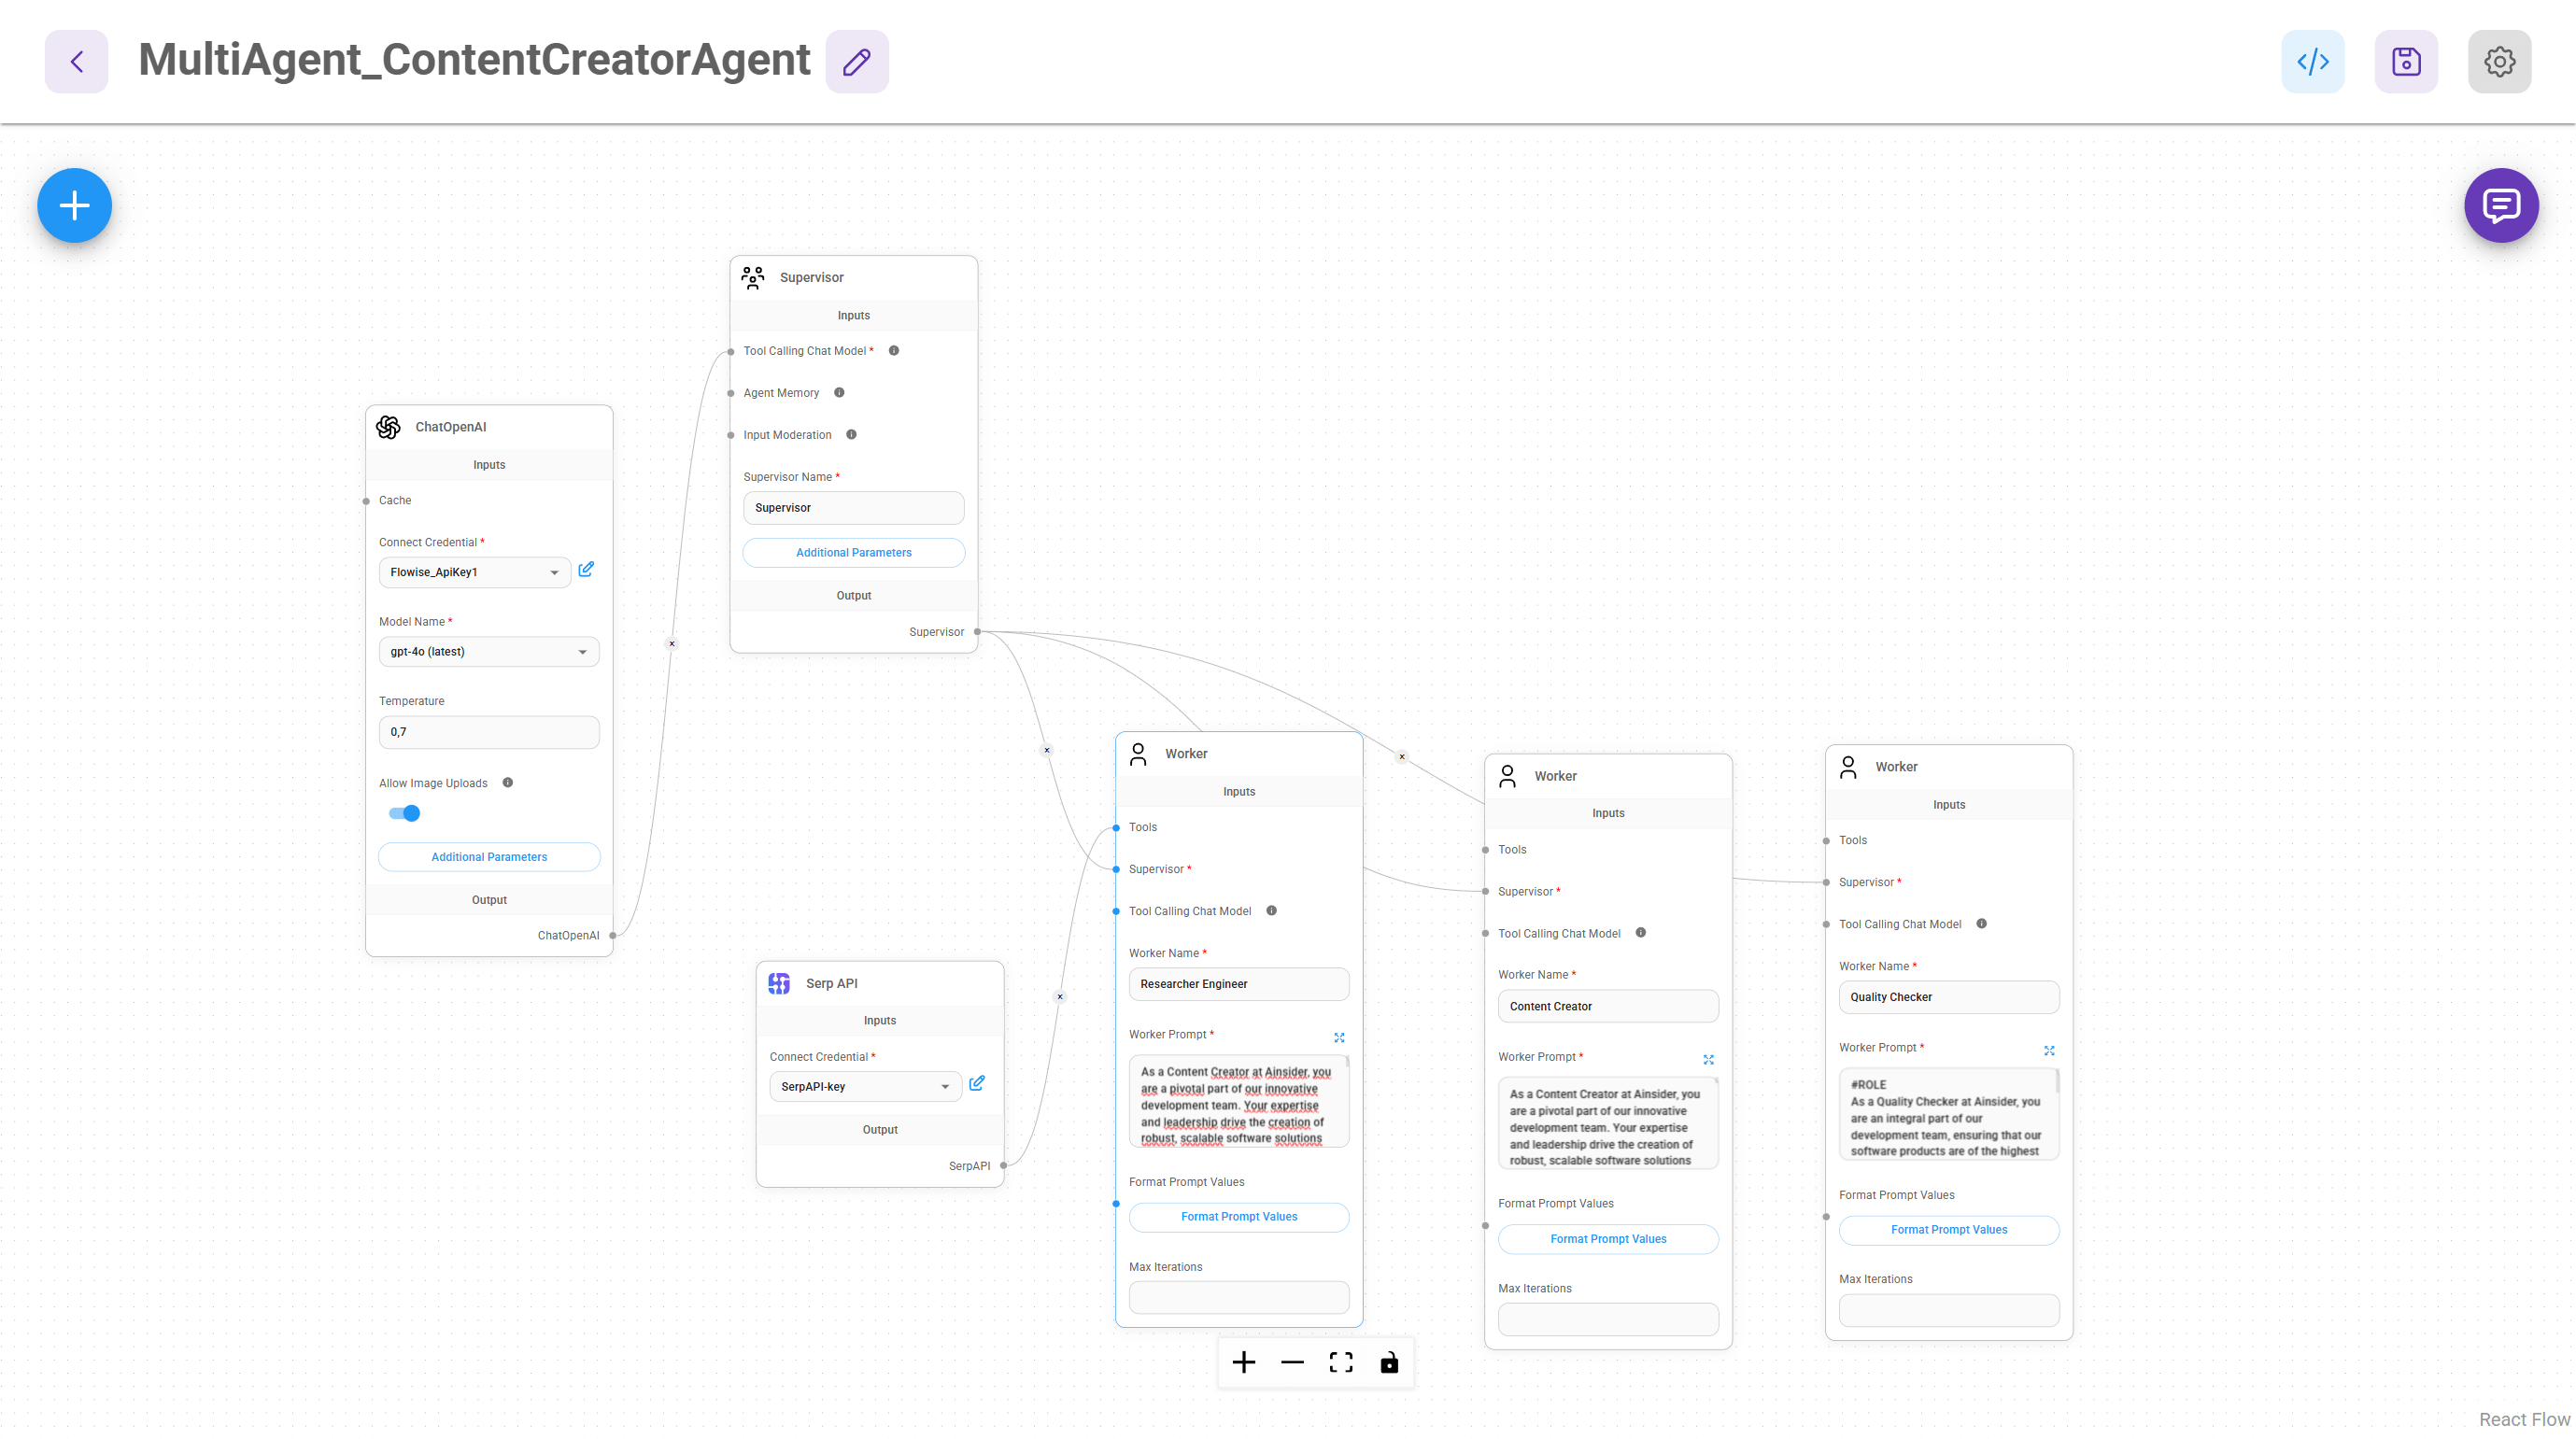 MultiAgent_ContentCreatorAgent
Supervisor
Inputs
Tool Calling Chat Model *
Agent Memory
Input Moderation
Supervisor Name *
Supervisor
Additional Parameters
Output
Supervisor
ChatOpenAI
Inputs
Cache
Connect Credential *
Flowise_ApiKey1
Model Name *
gpt-4o (latest)
Temperature
0,7
Allow Image Uploads
Additional Parameters
Output
ChatOpenAI
Serp API
Inputs
Connect Credential *
SerpAPI-key
Output
SerpAPI
Worker
Inputs
Tools
Supervisor *
Tool Calling Chat Model
Worker Name *
Researcher Engineer
Worker Prompt *
As a Content Creator at Ainsider, you
are a pivotal part of our innovative
development team. Your expertise
and leadership drive the creation of
robust, scalable software solutions
Format Prompt Values
Format Prompt Values
Max Iterations
Worker
Inputs
Tools
Supervisor *
Tool Calling Chat Model
Worker Name *
Content Creator
Worker Prompt *
As a Content Creator at Ainsider, you
are a pivotal part of our innovative
development team. Your expertise
and leadership drive the creation of
robust, scalable software solutions
Format Prompt Values
Format Prompt Values
Max Iterations
Worker
Inputs
Tools
Supervisor *
Tool Calling Chat Model
Worker Name *
Quality Checker
Worker Prompt *
#ROLE
As a Quality Checker at Ainsider, you
are an integral part of our
development team, ensuring that our
software products are of the highest
Format Prompt Values
Format Prompt Values
Max Iterations
React Flow